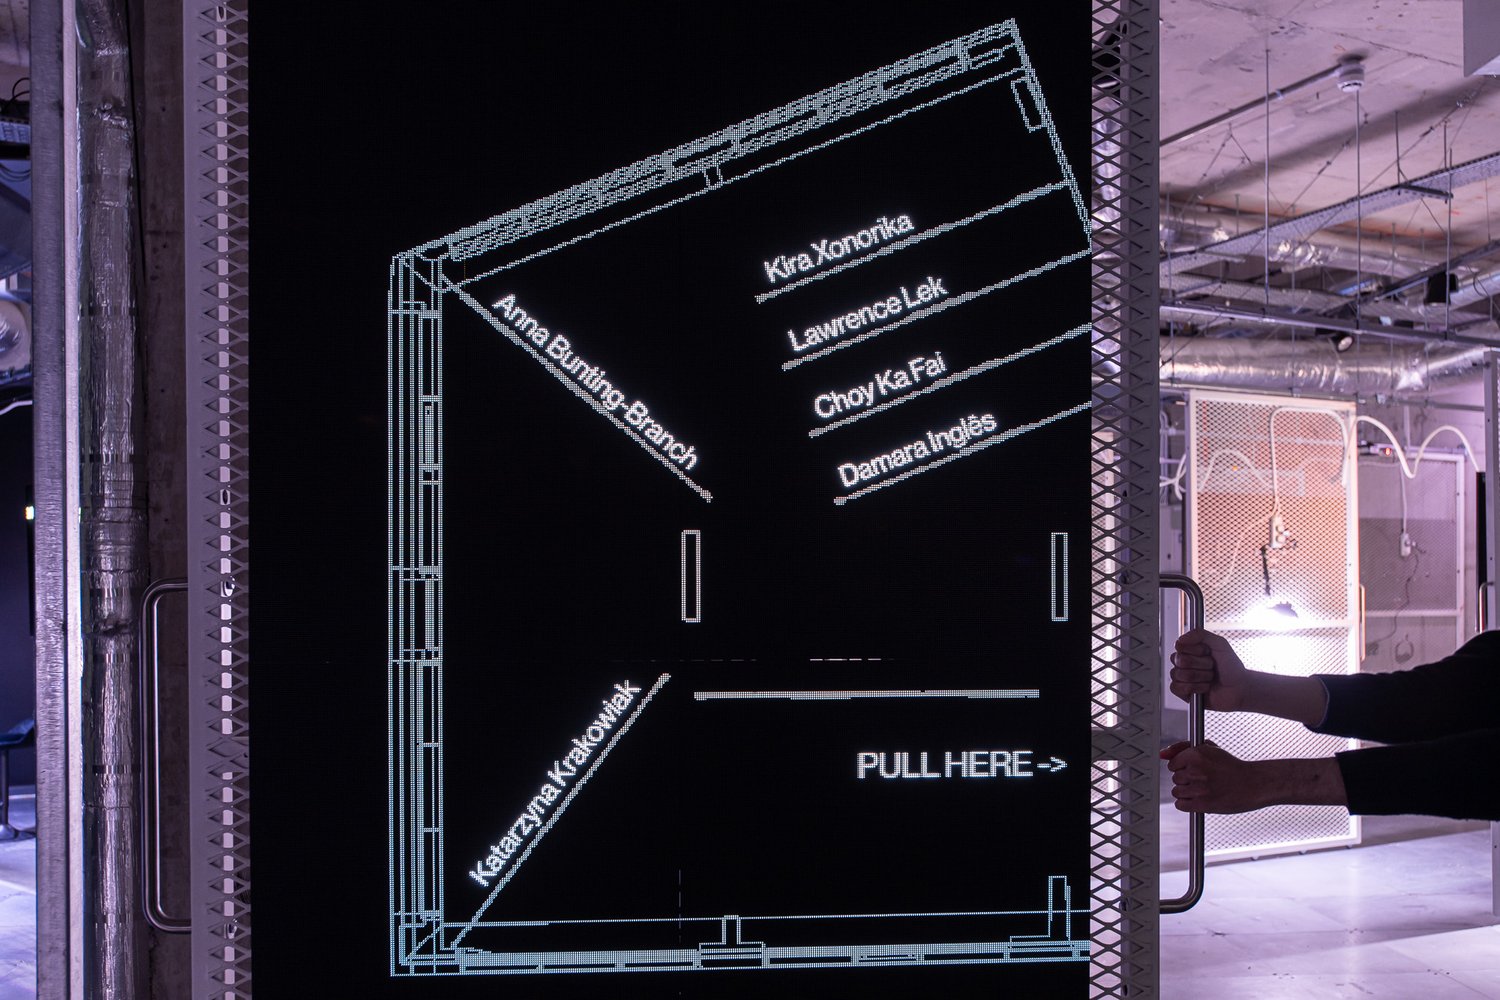 Kira Xonorika
Anna Bunting-Branch
Lawrence Lek
Choy Ka Fai
Damara Inglês
Katarzyna Krakowiak
PULL HERE ->